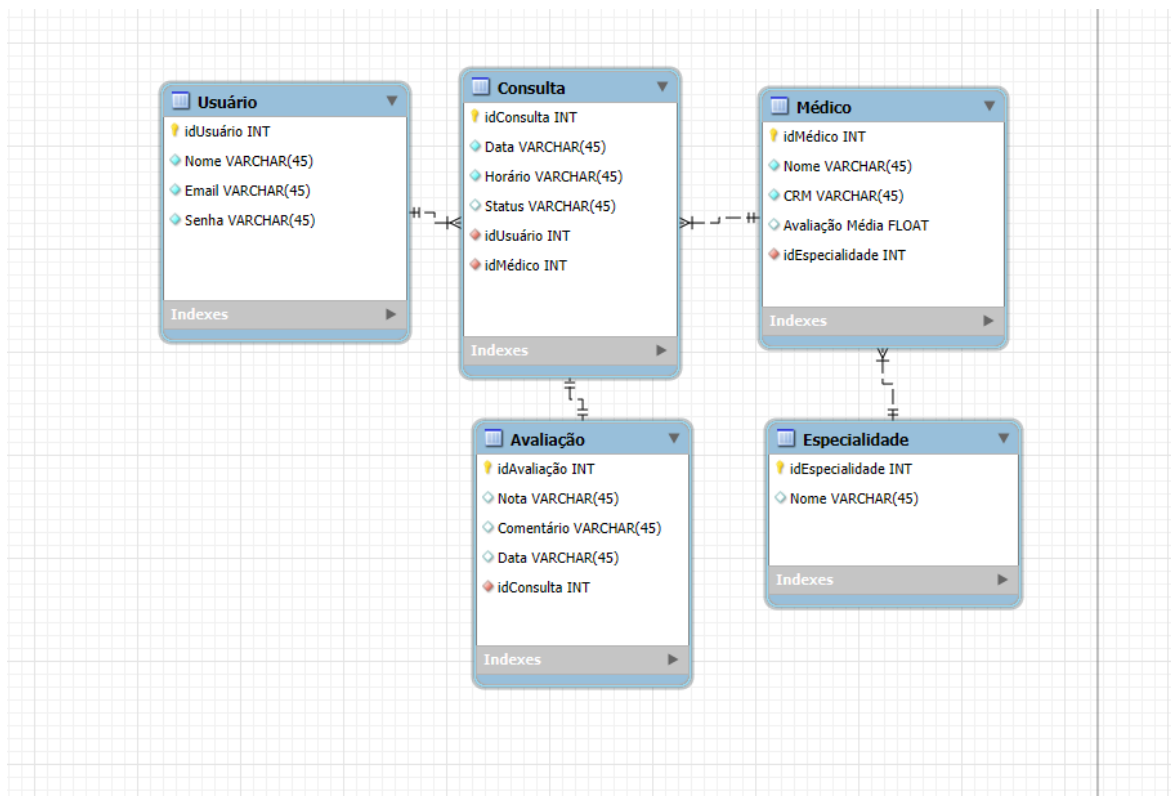 Usuário
idUsuário INT
Nome VARCHAR(45)
Email VARCHAR(45)
Senha VARCHAR(45)
Indexes
Consulta
idConsulta INT
Data VARCHAR(45)
Horário VARCHAR(45)
Status VARCHAR(45)
idUsuário INT
idMédico INT
Indexes
Médico
idMédico INT
Nome VARCHAR(45)
CRM VARCHAR(45)
Avaliação Média FLOAT
idEspecialidade INT
Indexes
Avaliação
idAvaliação INT
Nota VARCHAR(45)
Comentário VARCHAR(45)
Data VARCHAR(45)
idConsulta INT
Indexes
Especialidade
idEspecialidade INT
Nome VARCHAR(45)
Indexes